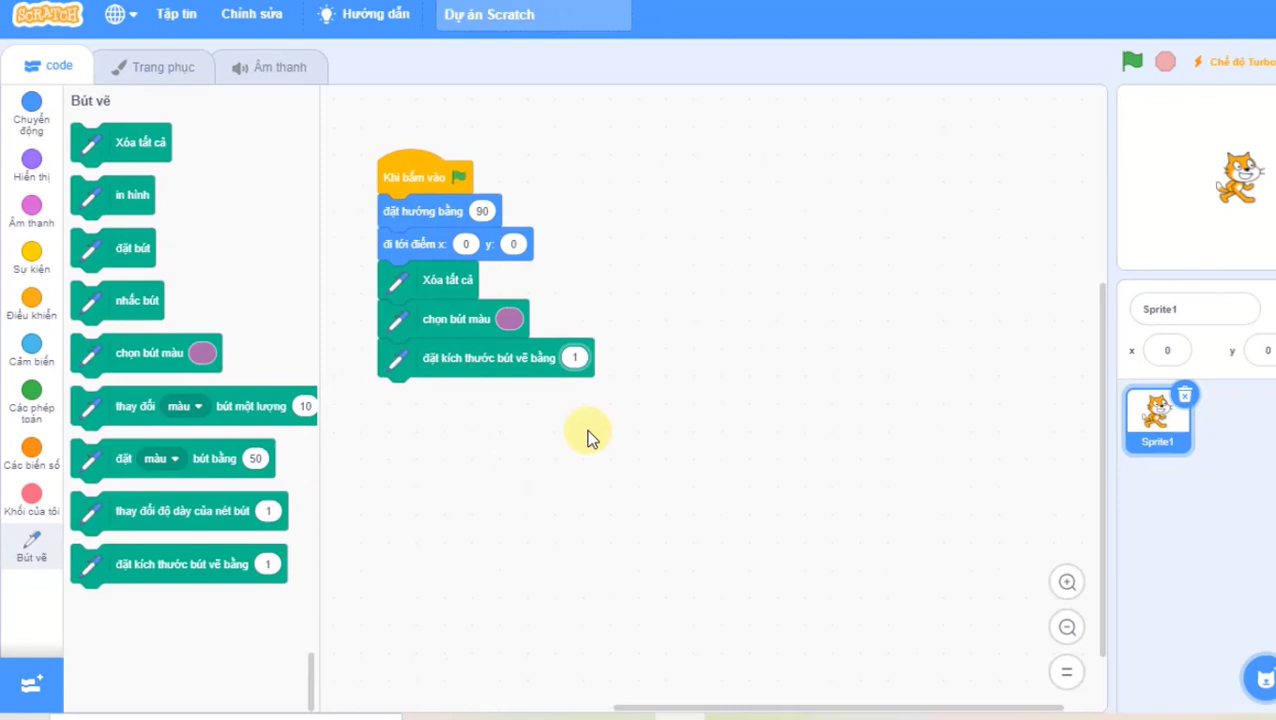 SCRATCH Tập tin Chỉnh sửa Hướng dẫn Dự án Scratch
code Trang phục Âm thanh Chế độ Turbo
Chuyển động
Hiển thị
Âm thanh
Sự kiện
Điều khiển
Cảm biến
Các phép toán
Các biến số
Khối của tôi
Bút vẽ
Bút vẽ
Xóa tất cả
in hình
đặt bút
nhấc bút
chọn bút màu
thay đổi màu bút một lượng 10
đặt màu bút bằng 50
thay đổi độ dày của nét bút 1
đặt kích thước bút vẽ bằng 1
Khi bấm vào
đặt hướng bằng 90
đi tới điểm x: 0 y: 0
Xóa tất cả
chọn bút màu
đặt kích thước bút vẽ bằng 1
Sprite1
x 0 y 0
Sprite1